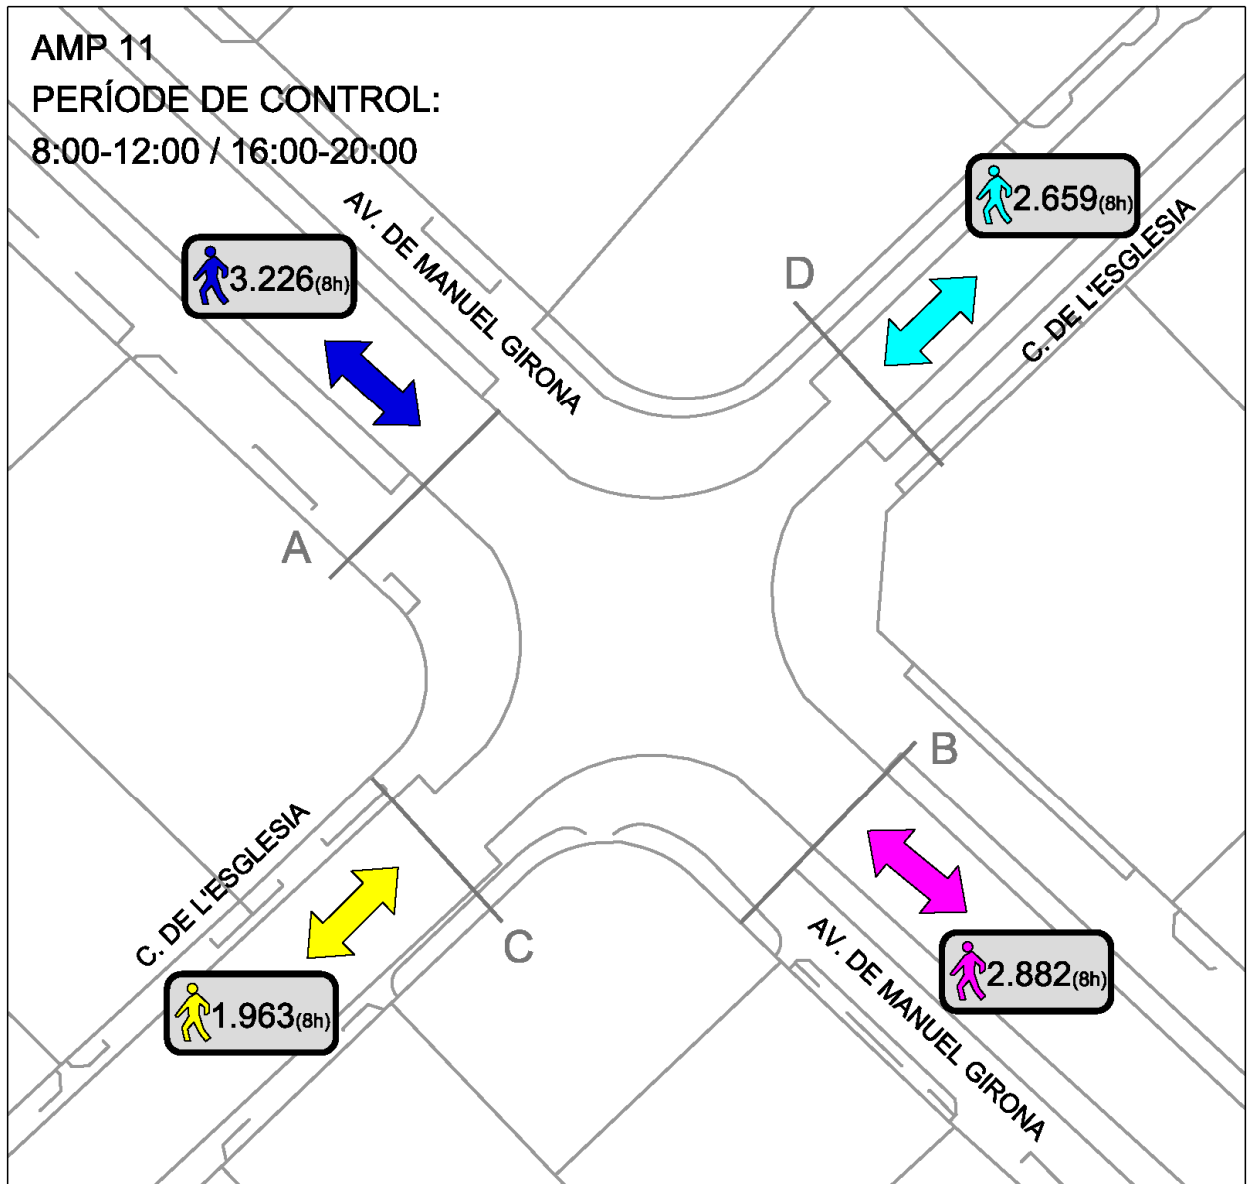 AMP 11
PERÍODE DE CONTROL:
8:00-12:00 / 16:00-20:00
2.659(8h)
AV. DE MANUEL GIRONA
3.226(8h)
D
C. DE L'ESGLESIA
A
B
C. DE L'ESGLESIA
C
AV. DE MANUEL GIRONA
2.882(8h)
1.963(8h)